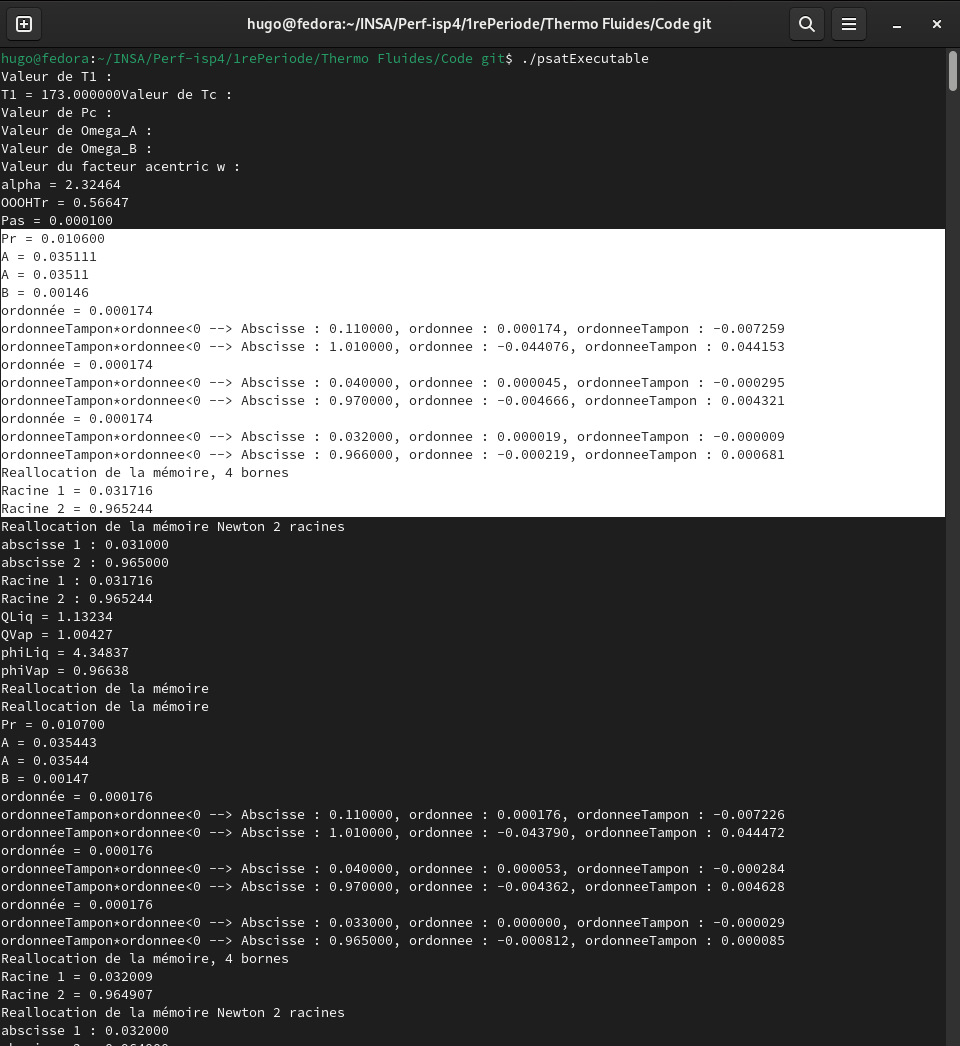 hugo@fedora:~/INSA/Perf-isp4/1rePeriode/Thermo Fluides/Code git
hugo@fedora:~/INSA/Perf-isp4/1rePeriode/Thermo Fluides/Code git$ ./psatExecutable
Valeur de T1 :
T1 = 173.000000Valeur de Tc :
Valeur de Pc :
Valeur de Omega_A :
Valeur de Omega_B :
Valeur du facteur acentric w :
alpha = 2.32464
OOOHTr = 0.56647
Pas = 0.000100
Pr = 0.010600
A = 0.035111
A = 0.03511
B = 0.00146
ordonnée = 0.000174
ordonneeTampon*ordonnee<0 --> Abscisse : 0.110000, ordonnee : 0.000174, ordonneeTampon : -0.007259
ordonneeTampon*ordonnee<0 --> Abscisse : 1.010000, ordonnee : -0.044076, ordonneeTampon : 0.044153
ordonnée = 0.000174
ordonneeTampon*ordonnee<0 --> Abscisse : 0.040000, ordonnee : 0.000045, ordonneeTampon : -0.000295
ordonneeTampon*ordonnee<0 --> Abscisse : 0.970000, ordonnee : -0.004666, ordonneeTampon : 0.004321
ordonnée = 0.000174
ordonneeTampon*ordonnee<0 --> Abscisse : 0.032000, ordonnee : 0.000019, ordonneeTampon : -0.000009
ordonneeTampon*ordonnee<0 --> Abscisse : 0.966000, ordonnee : -0.000219, ordonneeTampon : 0.000681
Reallocation de la mémoire, 4 bornes
Racine 1 = 0.031716
Racine 2 = 0.965244
Reallocation de la mémoire Newton 2 racines
abscisse 1 : 0.031000
abscisse 2 : 0.965000
Racine 1 : 0.031716
Racine 2 : 0.965244
QLiq = 1.13234
QVap = 1.00427
phiLiq = 4.34837
phiVap = 0.96638
Reallocation de la mémoire
Reallocation de la mémoire
Pr = 0.010700
A = 0.035443
A = 0.03544
B = 0.00147
ordonnée = 0.000176
ordonneeTampon*ordonnee<0 --> Abscisse : 0.110000, ordonnee : 0.000176, ordonneeTampon : -0.007226
ordonneeTampon*ordonnee<0 --> Abscisse : 1.010000, ordonnee : -0.043790, ordonneeTampon : 0.044472
ordonnée = 0.000176
ordonneeTampon*ordonnee<0 --> Abscisse : 0.040000, ordonnee : 0.000053, ordonneeTampon : -0.000284
ordonneeTampon*ordonnee<0 --> Abscisse : 0.970000, ordonnee : -0.004362, ordonneeTampon : 0.004628
ordonnée = 0.000176
ordonneeTampon*ordonnee<0 --> Abscisse : 0.033000, ordonnee : 0.000000, ordonneeTampon : -0.000029
ordonneeTampon*ordonnee<0 --> Abscisse : 0.965000, ordonnee : -0.000812, ordonneeTampon : 0.000085
Reallocation de la mémoire, 4 bornes
Racine 1 = 0.032009
Racine 2 = 0.964907
Reallocation de la mémoire Newton 2 racines
abscisse 1 : 0.032000